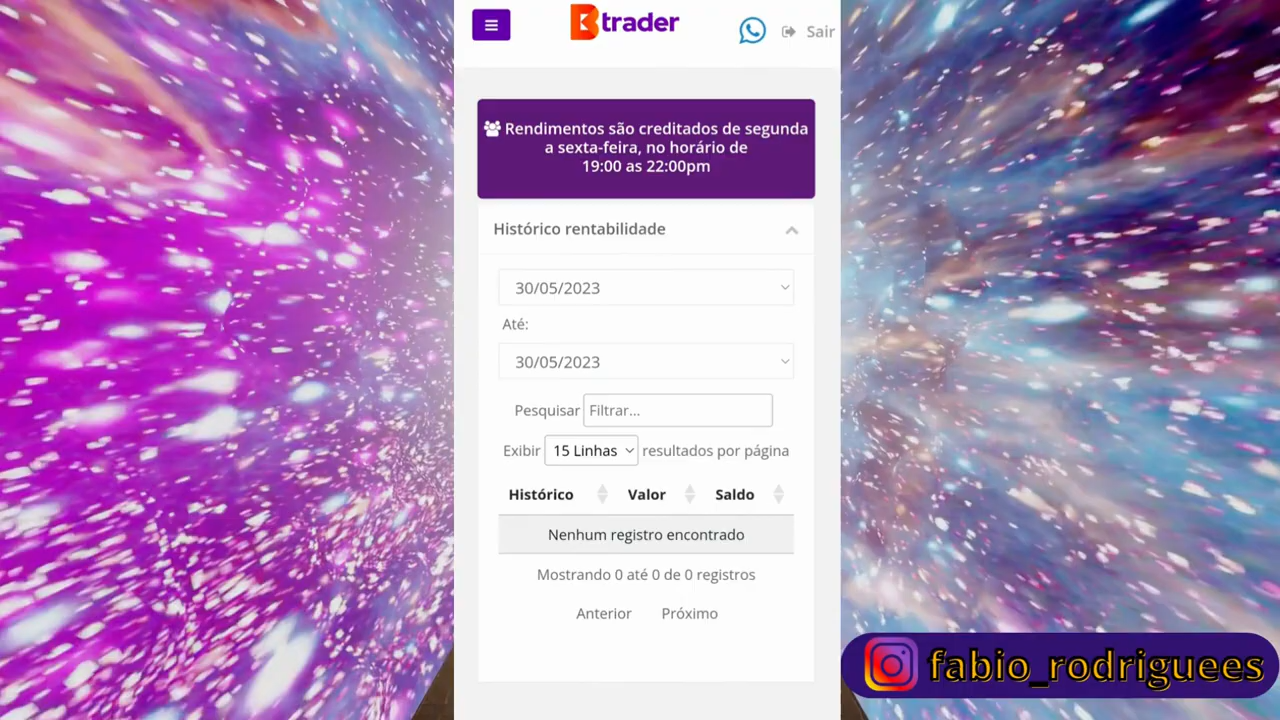 trader
Sair
Rendimentos são creditados de segunda
a sexta-feira, no horário de
19:00 as 22:00pm
Histórico rentabilidade
30/05/2023
Até:
30/05/2023
Pesquisar Filtrar...
Exibir 15 Linhas resultados por página
Histórico Valor Saldo
Nenhum registro encontrado
Mostrando 0 até 0 de 0 registros
Anterior Próximo
fabio_rodriguees